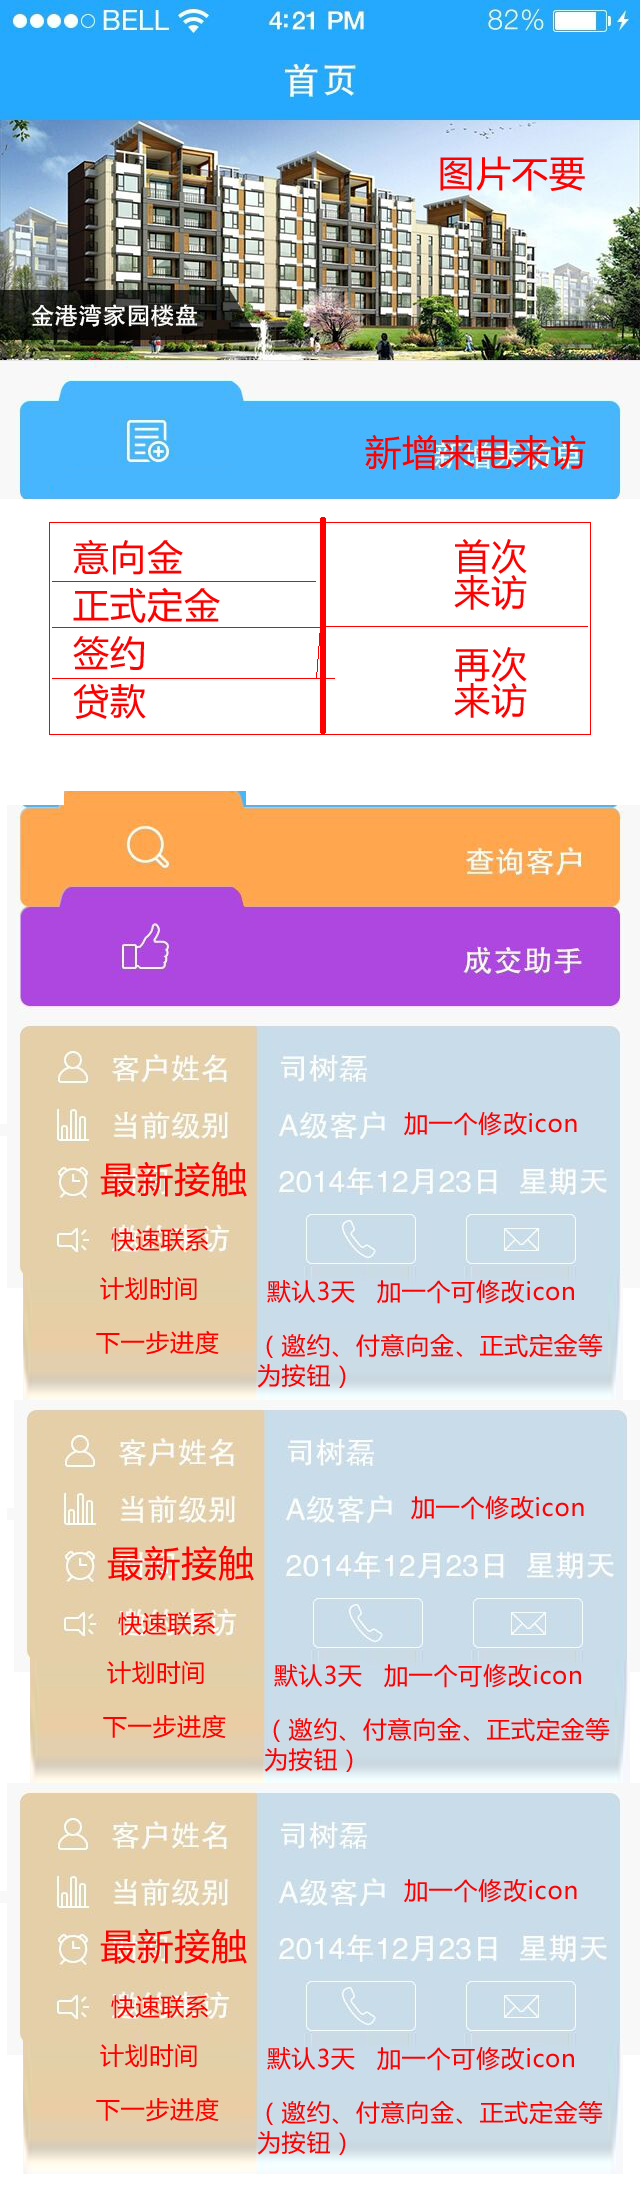 BELL 4:21 PM 82%
首页
图片不要
金港湾家园楼盘
新增来电来访
意向金
正式定金
签约
贷款
首次
来访
再次
来访
查询客户
成交助手
客户姓名 司树磊
当前级别 A级客户 加一个修改icon
最新接触 2014年12月23日 星期天
快速联系
计划时间 默认3天 加一个可修改icon
下一步进度 (邀约、付意向金、正式定金等
为按钮)
客户姓名 司树磊
当前级别 A级客户 加一个修改icon
最新接触 2014年12月23日 星期天
快速联系
计划时间 默认3天 加一个可修改icon
下一步进度 (邀约、付意向金、正式定金等
为按钮)
客户姓名 司树磊
当前级别 A级客户 加一个修改icon
最新接触 2014年12月23日 星期天
快速联系
计划时间 默认3天 加一个可修改icon
下一步进度 (邀约、付意向金、正式定金等
为按钮)